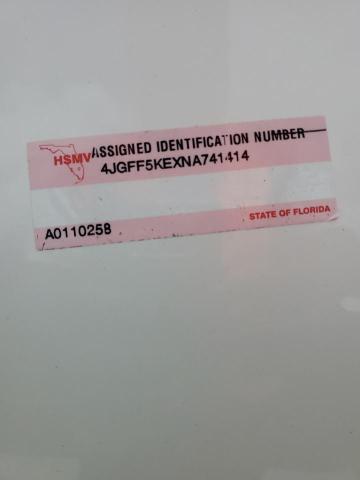 HSMV ASSIGNED IDENTIFICATION NUMBER
4JGFF5KEXNA741414
STATE OF FLORIDA
A0110258